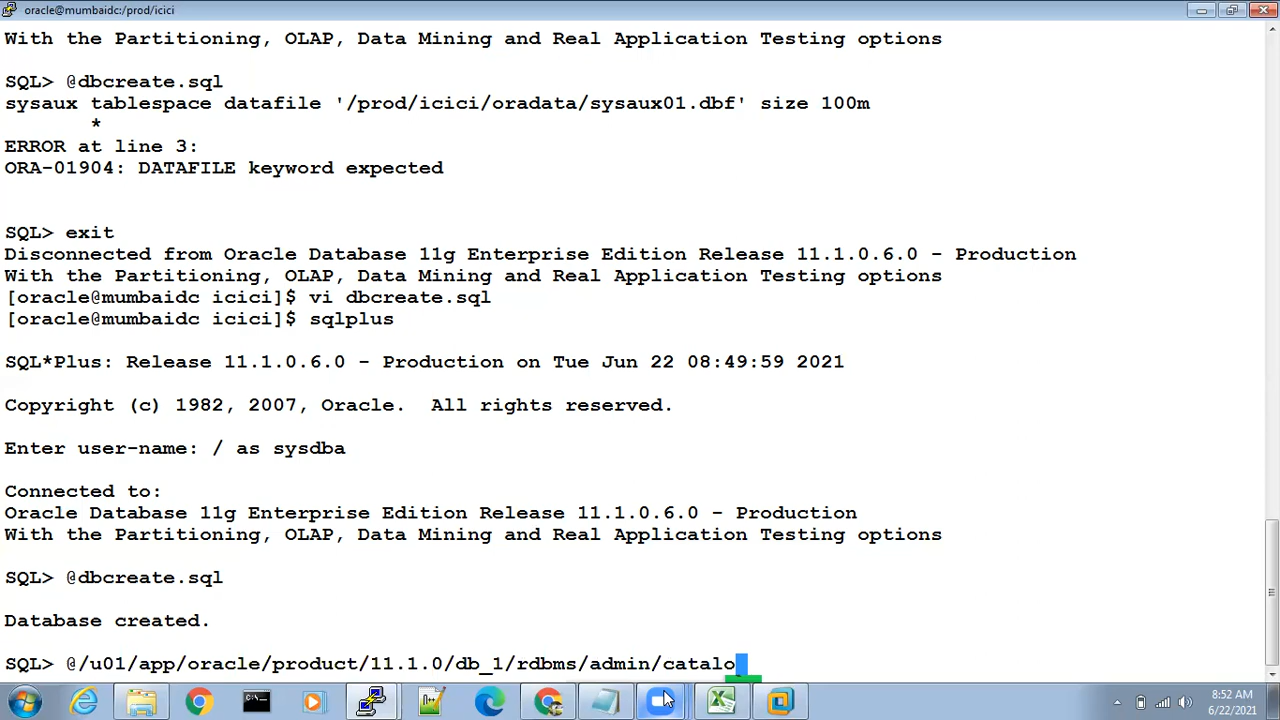 oracle@mumbaidc:/prod/icici
With the Partitioning, OLAP, Data Mining and Real Application Testing options
SQL> @dbcreate.sql
sysaux tablespace datafile '/prod/icici/oradata/sysaux01.dbf' size 100m
*
ERROR at line 3:
ORA-01904: DATAFILE keyword expected
SQL> exit
Disconnected from Oracle Database 11g Enterprise Edition Release 11.1.0.6.0 - Production
With the Partitioning, OLAP, Data Mining and Real Application Testing options
[oracle@mumbaidc icici]$ vi dbcreate.sql
[oracle@mumbaidc icici]$ sqlplus
SQL*Plus: Release 11.1.0.6.0 - Production on Tue Jun 22 08:49:59 2021
Copyright (c) 1982, 2007, Oracle.  All rights reserved.
Enter user-name: / as sysdba
Connected to:
Oracle Database 11g Enterprise Edition Release 11.1.0.6.0 - Production
With the Partitioning, OLAP, Data Mining and Real Application Testing options
SQL> @dbcreate.sql
Database created.
SQL> @/u01/app/oracle/product/11.1.0/db_1/rdbms/admin/catalo
8:52 AM
6/22/2021